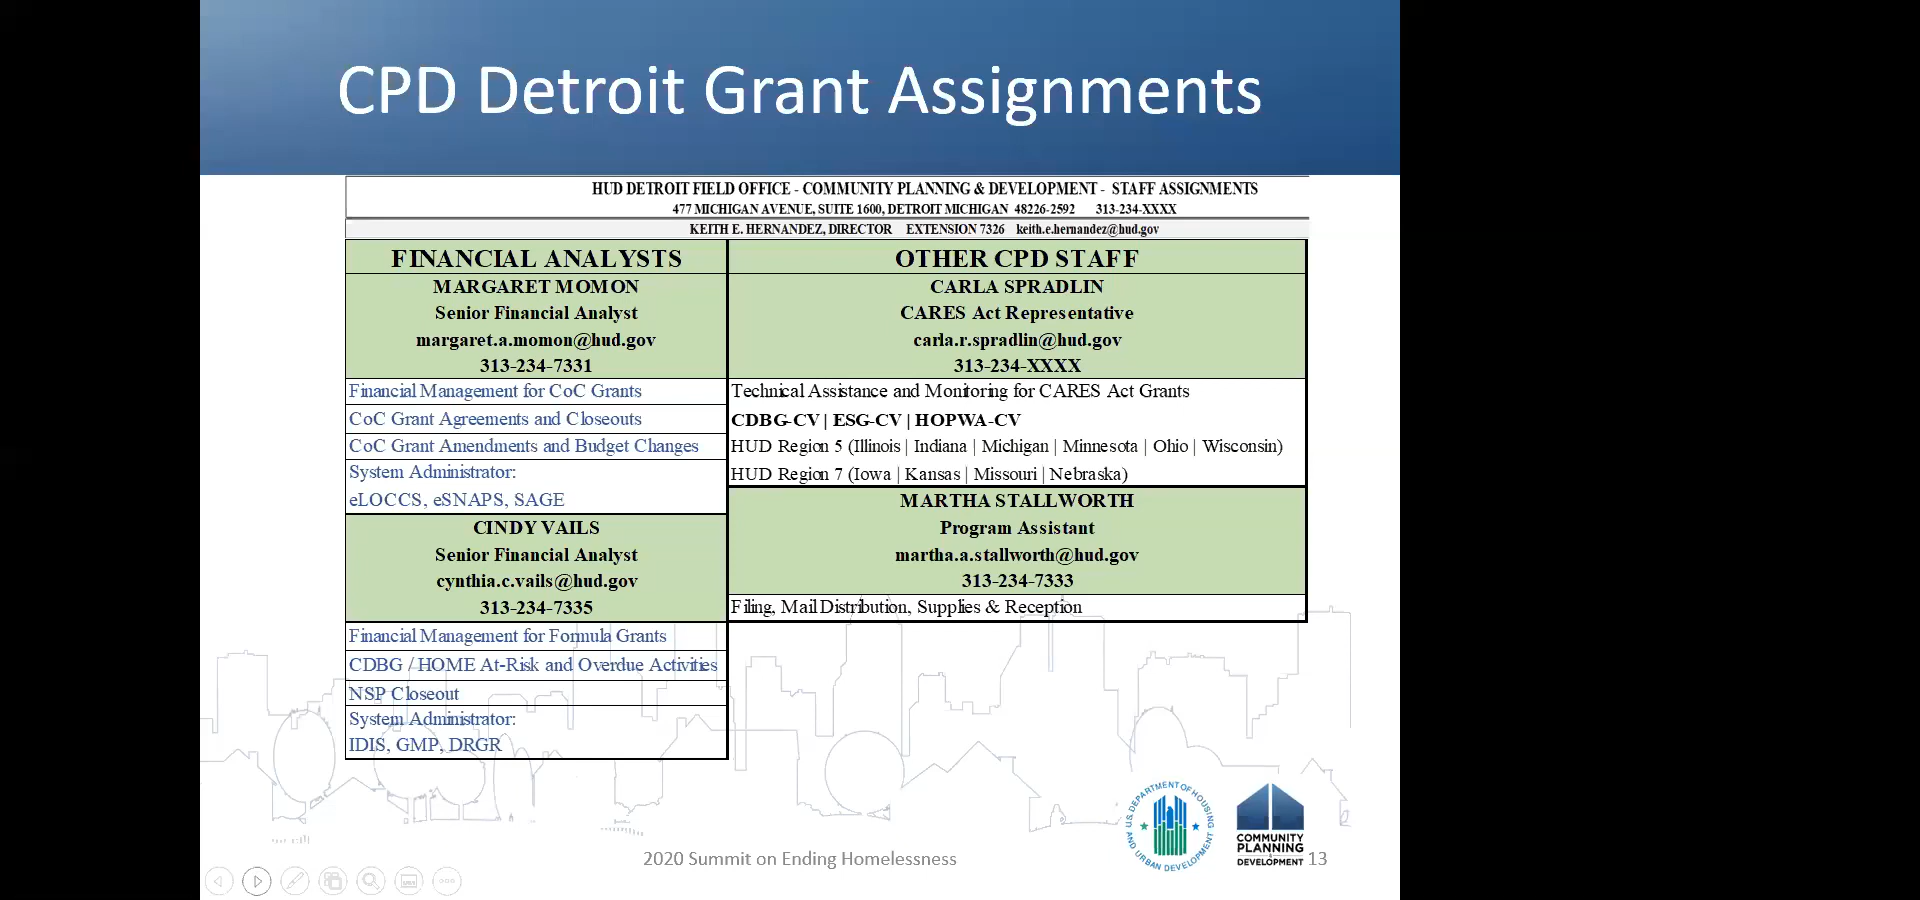 CPD Detroit Grant Assignments
HUD DETROIT FIELD OFFICE - COMMUNITY PLANNING & DEVELOPMENT - STAFF ASSIGNMENTS
477 MICHIGAN AVENUE, SUITE 1600, DETROIT MICHIGAN 48226-2592 313-234-XXXX
KEITH E. HERNANDEZ, DIRECTOR EXTENSION 7326 keith.e.hernandez@hud.gov
FINANCIAL ANALYSTS
MARGARET MOMON
Senior Financial Analyst
margaret.a.momon@hud.gov
313-234-7331
Financial Management for CoC Grants
CoC Grant Agreements and Closeouts
CoC Grant Amendments and Budget Changes
System Administrator:
eLOCCS, eSNAPS, SAGE
CINDY VAILS
Senior Financial Analyst
cynthia.c.vails@hud.gov
313-234-7335
Financial Management for Formula Grants
CDBG / HOME At-Risk and Overdue Activities
NSP Closeout
System Administrator:
IDIS, GMP, DRGR
OTHER CPD STAFF
CARLA SPRADLIN
CARES Act Representative
carla.r.spradlin@hud.gov
313-234-XXXX
Technical Assistance and Monitoring for CARES Act Grants
CDBG-CV | ESG-CV | HOPWA-CV
HUD Region 5 (Illinois | Indiana | Michigan | Minnesota | Ohio | Wisconsin)
HUD Region 7 (Iowa | Kansas | Missouri | Nebraska)
MARTHA STALLWORTH
Program Assistant
martha.a.stallworth@hud.gov
313-234-7333
Filing, Mail Distribution, Supplies & Reception
U.S. DEPARTMENT OF HOUSING AND URBAN DEVELOPMENT
COMMUNITY
PLANNING
DEVELOPMENT
2020 Summit on Ending Homelessness
13